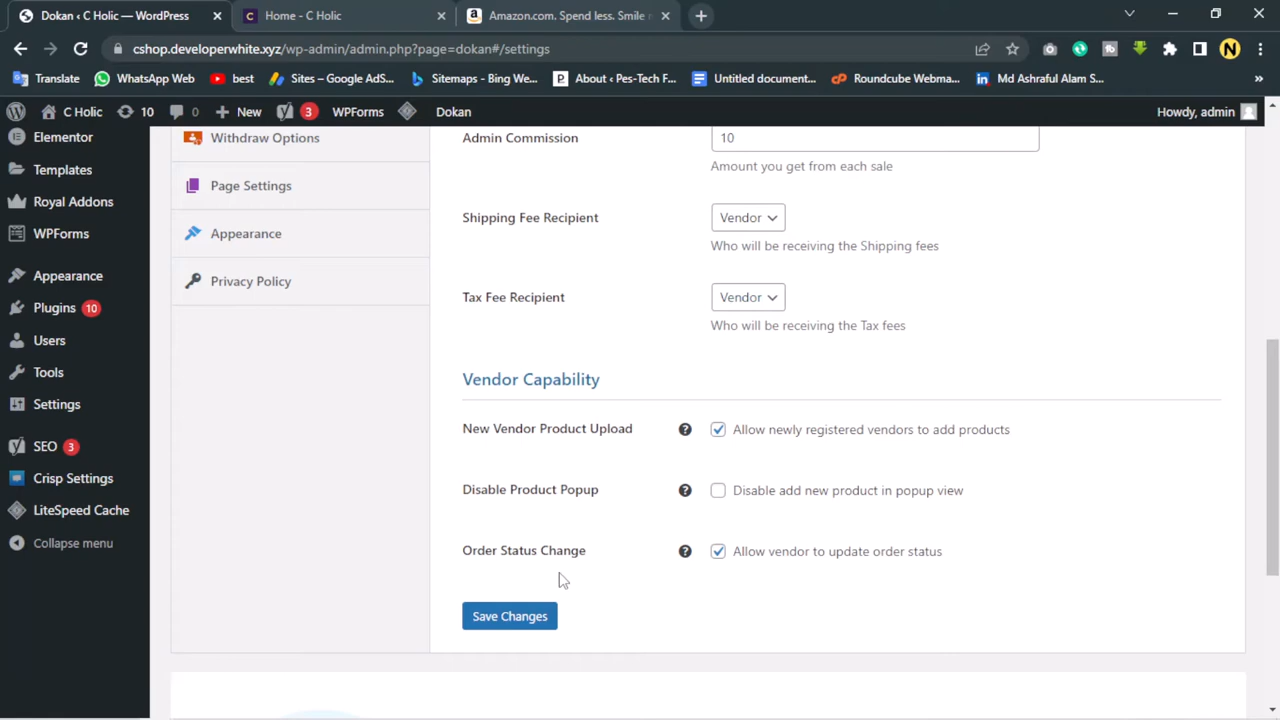 Dokan ‹ C Holic — WordPress
Home - C Holic
Amazon.com. Spend less. Smile
cshop.developerwhite.xyz/wp-admin/admin.php?page=dokan#/settings
N
Translate
WhatsApp Web
best
Sites – Google AdS...
Sitemaps - Bing We...
About ‹ Pes-Tech F...
Untitled document...
Roundcube Webma...
Md Ashraful Alam S...
»
C Holic
10
0
New
3
WPForms
Dokan
Howdy, admin
Elementor
Templates
Royal Addons
WPForms
Appearance
Plugins 10
Users
Tools
Settings
SEO 3
Crisp Settings
LiteSpeed Cache
Collapse menu
Withdraw Options
Page Settings
Appearance
Privacy Policy
Admin Commission
10
Amount you get from each sale
Shipping Fee Recipient
Vendor
Who will be receiving the Shipping fees
Tax Fee Recipient
Vendor
Who will be receiving the Tax fees
Vendor Capability
New Vendor Product Upload
Allow newly registered vendors to add products
Disable Product Popup
Disable add new product in popup view
Order Status Change
Allow vendor to update order status
Save Changes